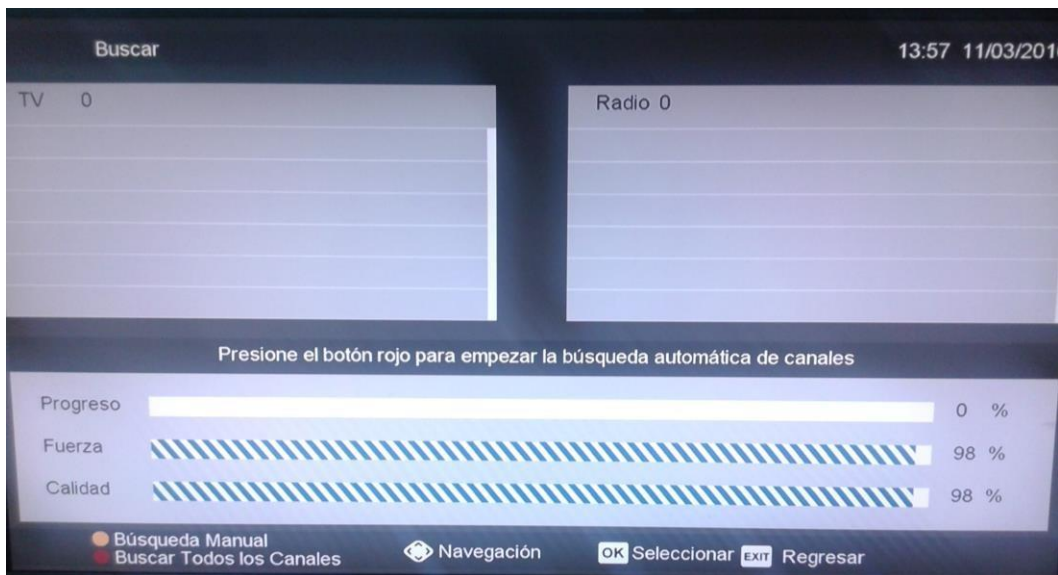 Buscar 13:57 11/03/201
TV 0
Radio 0
Presione el botón rojo para empezar la búsqueda automática de canales
Progreso 0 %
Fuerza 98 %
Calidad 98 %
Búsqueda Manual
Buscar Todos los Canales
Navegación
OK Seleccionar
EXIT Regresar